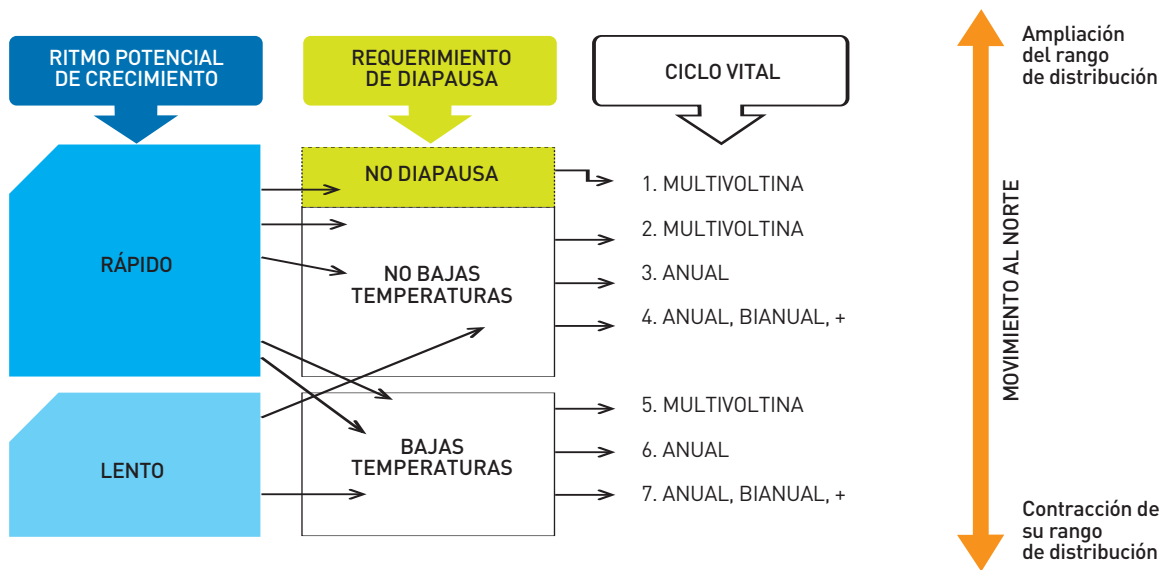 RITMO POTENCIAL
DE CRECIMIENTO
REQUERIMIENTO
DE DIAPAUSA
CICLO VITAL
RÁPIDO
LENTO
NO DIAPAUSA
NO BAJAS
TEMPERATURAS
BAJAS
TEMPERATURAS
1. MULTIVOLTINA
2. MULTIVOLTINA
3. ANUAL
4. ANUAL, BIANUAL, +
5. MULTIVOLTINA
6. ANUAL
7. ANUAL, BIANUAL, +
Ampliación
del rango
de distribución
MOVIMIENTO AL NORTE
Contracción de
su rango
de distribución